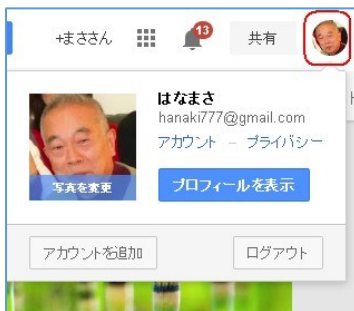 +まささん
13
共有
はなまさ
hanaki777@gmail.com
アカウント － プライバシー
写真を変更
プロフィールを表示
アカウントを追加
ログアウト